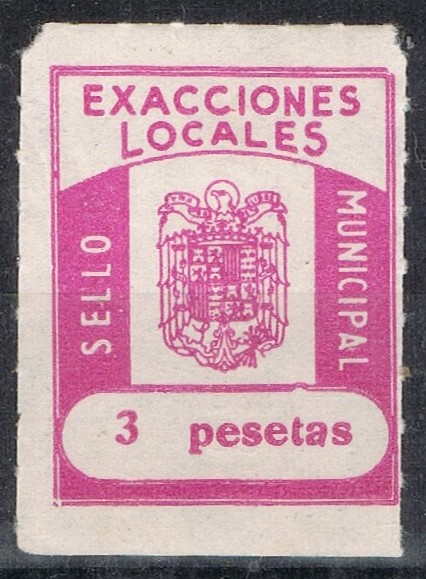 EXACCIONES
LOCALES
SELLO
MUNICIPAL
3 pesetas